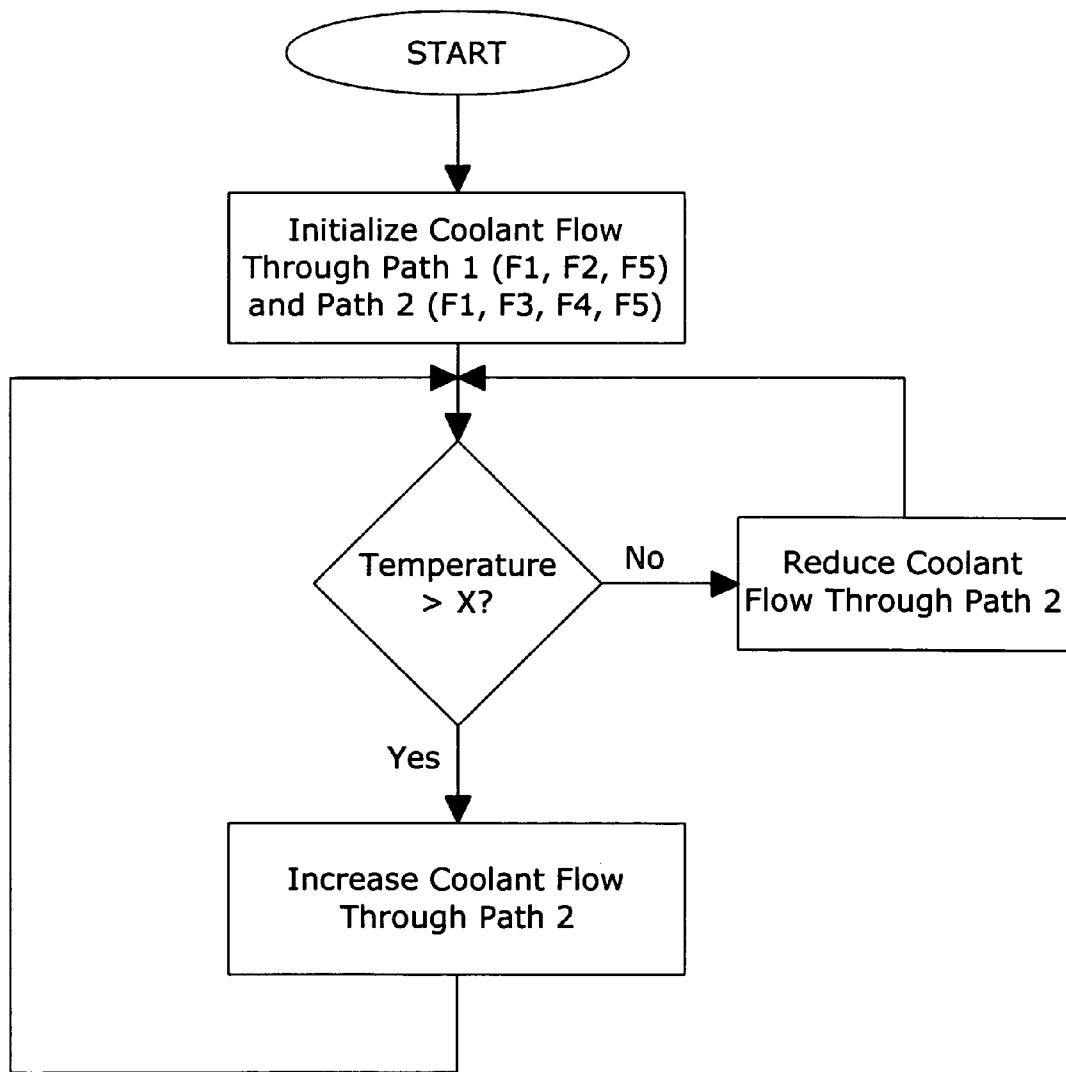 START
Initialize Coolant Flow
Through Path 1 (F1, F2, F5)
and Path 2 (F1, F3, F4, F5)
Temperature
> X?
No
Reduce Coolant
Flow Through Path 2
Yes
Increase Coolant Flow
Through Path 2